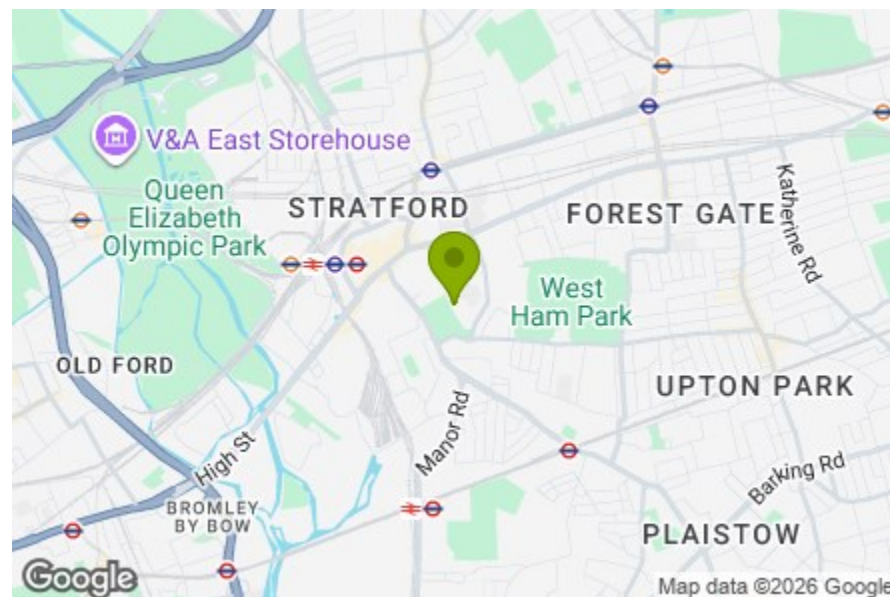 V&A East Storehouse
Queen
Elizabeth
Olympic Park
STRATFORD
FOREST GATE
Katherine Rd
West
Ham Park
OLD FORD
UPTON PARK
High St
Manor Rd
Barking Rd
BROMLEY
BY BOW
PLAISTOW
Google
Map data ©2026 Google